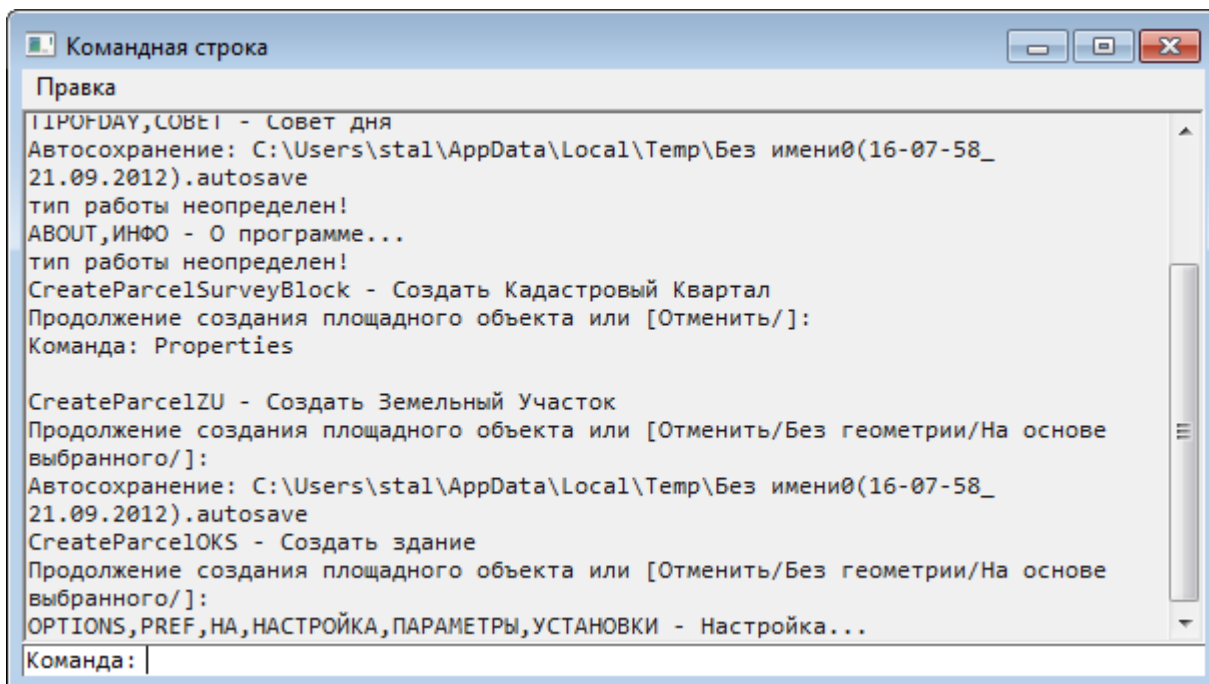 Командная строка
Правка
TIPOFDAY,СОВЕТ - Совет дня
Автосохранение: C:\Users\stal\AppData\Local\Temp\Без имени0(16-07-58_
21.09.2012).autosave
тип работы неопределен!
ABOUT,ИНФО - О программе...
тип работы неопределен!
CreateParcelSurveyBlock - Создать Кадастровый Квартал
Продолжение создания площадного объекта или [Отменить/]:
Команда: Properties
CreateParcelZU - Создать Земельный Участок
Продолжение создания площадного объекта или [Отменить/Без геометрии/На основе
выбранного/]:
Автосохранение: C:\Users\stal\AppData\Local\Temp\Без имени0(16-07-58_
21.09.2012).autosave
CreateParcelOKS - Создать здание
Продолжение создания площадного объекта или [Отменить/Без геометрии/На основе
выбранного/]:
OPTIONS,PREF,НА,НАСТРОЙКА,ПАРАМЕТРЫ,УСТАНОВКИ - Настройка...
Команда: